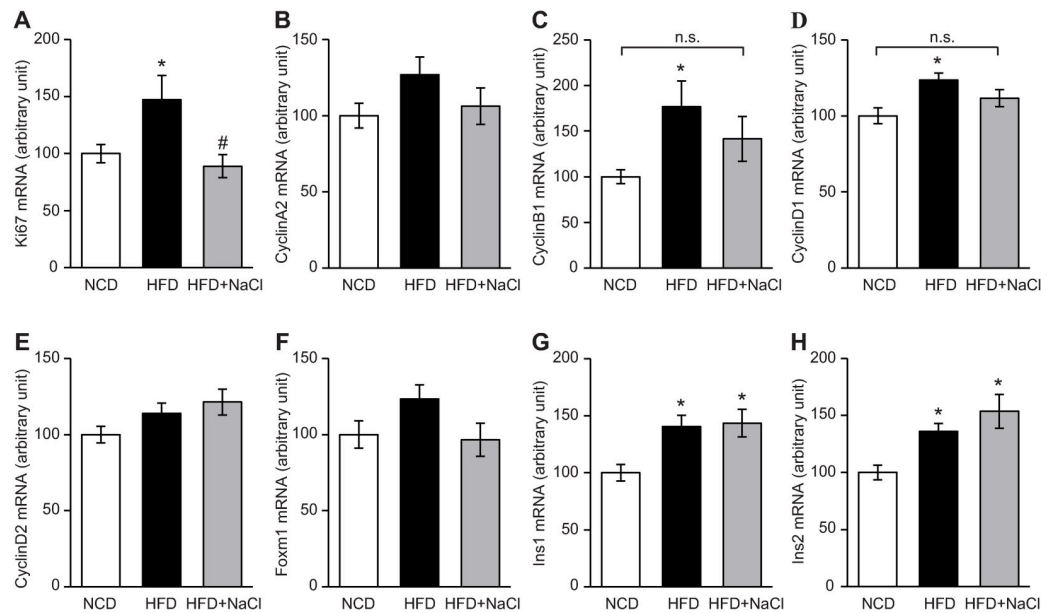 A
Ki67 mRNA (arbitrary unit)
200
150
100
50
0
*
#
NCD HFD HFD+NaCl
B
CyclinA2 mRNA (arbitrary unit)
150
100
50
0
NCD HFD HFD+NaCl
C
CyclinB1 mRNA (arbitrary unit)
250
200
150
100
50
0
n.s.
*
NCD HFD HFD+NaCl
D
CyclinD1 mRNA (arbitrary unit)
150
100
50
0
n.s.
*
NCD HFD HFD+NaCl
E
CyclinD2 mRNA (arbitrary unit)
150
100
50
0
NCD HFD HFD+NaCl
F
Foxm1 mRNA (arbitrary unit)
150
100
50
0
NCD HFD HFD+NaCl
G
Ins1 mRNA (arbitrary unit)
200
150
100
50
0
* *
NCD HFD HFD+NaCl
H
Ins2 mRNA (arbitrary unit)
200
150
100
50
0
* *
NCD HFD HFD+NaCl